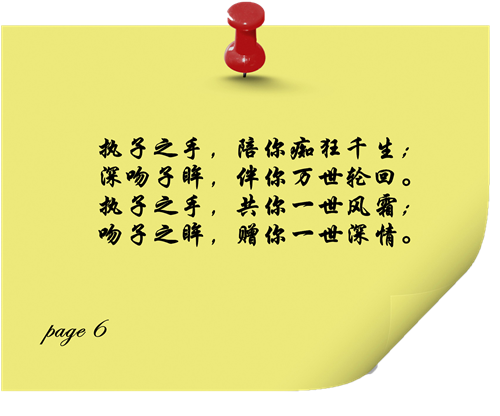 执子之手，陪你痴狂千生；
深吻子眸，伴你万世轮回。
执子之手，共你一世风霜；
吻子之眸，赠你一世深情。
page 6